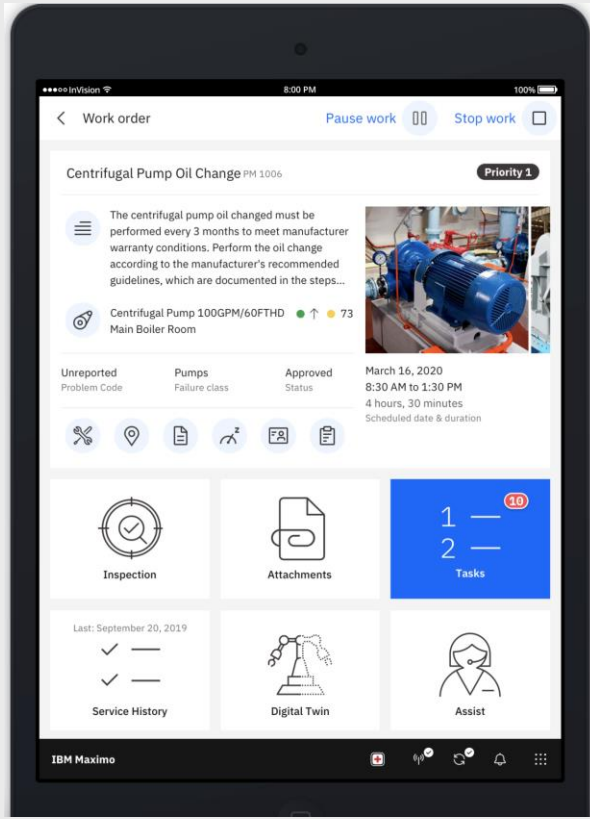 InVision
8:00 PM
100%
Work order
Pause work
Stop work
Centrifugal Pump Oil Change PM 1006
Priority 1
The centrifugal pump oil changed must be
performed every 3 months to meet manufacturer
warranty conditions. Perform the oil change
according to the manufacturer's recommended
guidelines, which are documented in the steps...
Centrifugal Pump 100GPM/60FTHD
73
Main Boiler Room
Unreported
Problem Code
Pumps
Failure class
Approved
Status
March 16, 2020
8:30 AM to 1:30 PM
4 hours, 30 minutes
Scheduled date & duration
z
Inspection
Attachments
10
1
2
Tasks
Last: September 20, 2019
Service History
Digital Twin
Assist
IBM Maximo